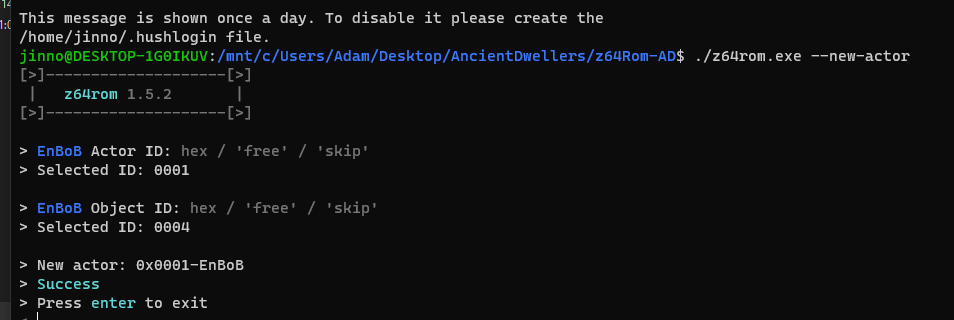 14
This message is shown once a day. To disable it please create the
1:0
/home/jinno/.hushlogin file.
jinno@DESKTOP-1G0IKUV:/mnt/c/Users/Adam/Desktop/AncientDwellers/z64Rom-AD$ ./z64rom.exe --new-actor
[>]--------------------[>]
| z64rom 1.5.2 |
[>]--------------------[>]
> EnBoB Actor ID: hex / 'free' / 'skip'
> Selected ID: 0001
> EnBoB Object ID: hex / 'free' / 'skip'
> Selected ID: 0004
> New actor: 0x0001-EnBoB
> Success
> Press enter to exit